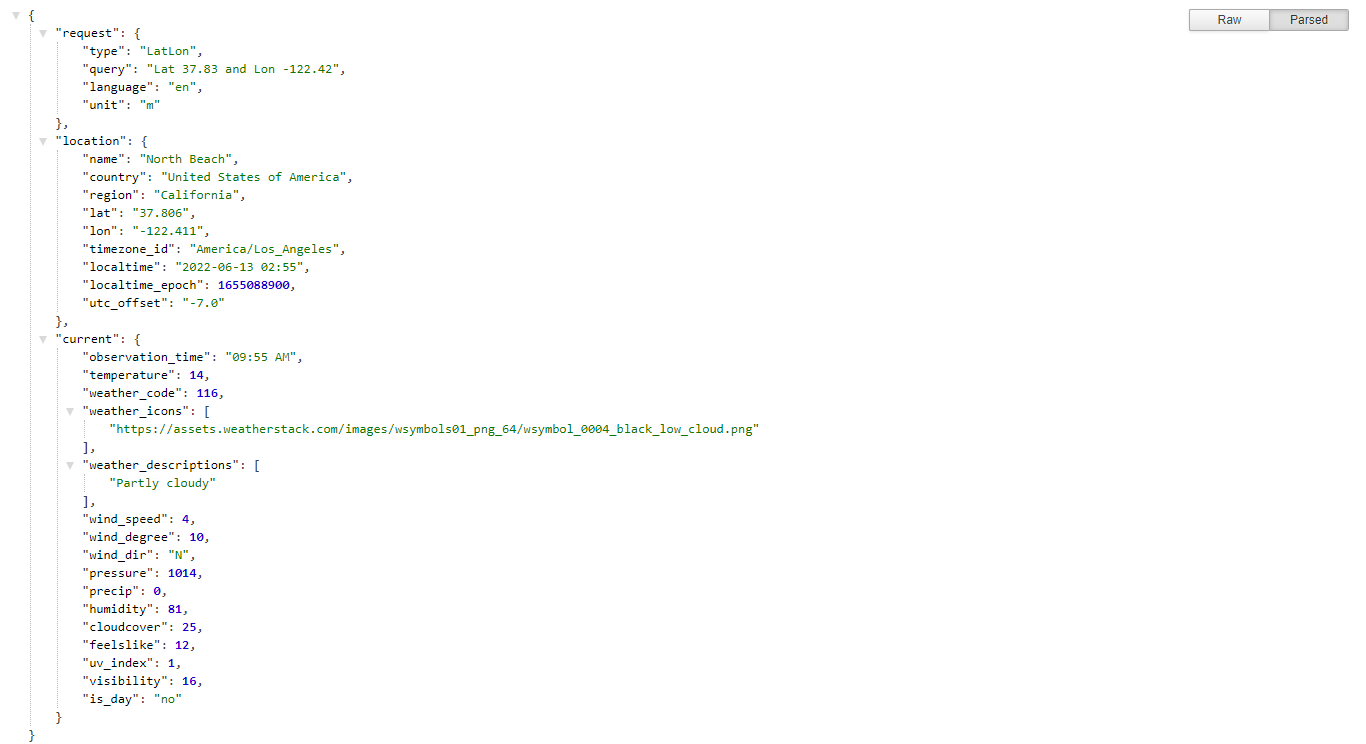 Raw Parsed
{
"request": {
"type": "LatLon",
"query": "Lat 37.83 and Lon -122.42",
"language": "en",
"unit": "m"
},
"location": {
"name": "North Beach",
"country": "United States of America",
"region": "California",
"lat": "37.806",
"lon": "-122.411",
"timezone_id": "America/Los_Angeles",
"localtime": "2022-06-13 02:55",
"localtime_epoch": 1655088900,
"utc_offset": "-7.0"
},
"current": {
"observation_time": "09:55 AM",
"temperature": 14,
"weather_code": 116,
"weather_icons": [
"https://assets.weatherstack.com/images/wsymbols01_png_64/wsymbol_0004_black_low_cloud.png"
],
"weather_descriptions": [
"Partly cloudy"
],
"wind_speed": 4,
"wind_degree": 10,
"wind_dir": "N",
"pressure": 1014,
"precip": 0,
"humidity": 81,
"cloudcover": 25,
"feelslike": 12,
"uv_index": 1,
"visibility": 16,
"is_day": "no"
}
}